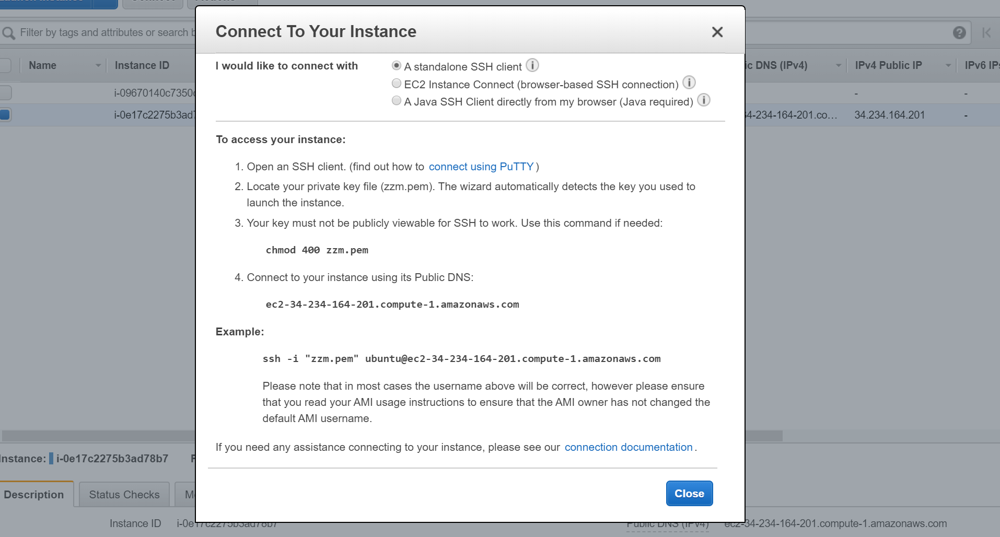 Connect To Your Instance
Filter by tags and attributes or search
Name
Instance ID
DNS (IPv4)
IPv4 Public IP
IPv6 IPs
I would like to connect with
A standalone SSH client
EC2 Instance Connect (browser-based SSH connection)
A Java SSH Client directly from my browser (Java required)
i-09670140c7350
-
-
i-0e17c2275b3ad7
34-234-164-201.co...
34.234.164.201
-
To access your instance:
1. Open an SSH client. (find out how to connect using PuTTY)
2. Locate your private key file (zzm.pem). The wizard automatically detects the key you used to
launch the instance.
3. Your key must not be publicly viewable for SSH to work. Use this command if needed:
chmod 400 zzm.pem
4. Connect to your instance using its Public DNS:
ec2-34-234-164-201.compute-1.amazonaws.com
Example:
ssh -i "zzm.pem" ubuntu@ec2-34-234-164-201.compute-1.amazonaws.com
Please note that in most cases the username above will be correct, however please ensure
that you read your AMI usage instructions to ensure that the AMI owner has not changed the
default AMI username.
If you need any assistance connecting to your instance, please see our connection documentation.
Close
Instance: i-0e17c2275b3ad78b7
Description
Status Checks
Instance ID
i-0e17c2275b3ad78b7
Public DNS (IPv4)
ec2-34-234-164-201.compute-1.amazonaws.com